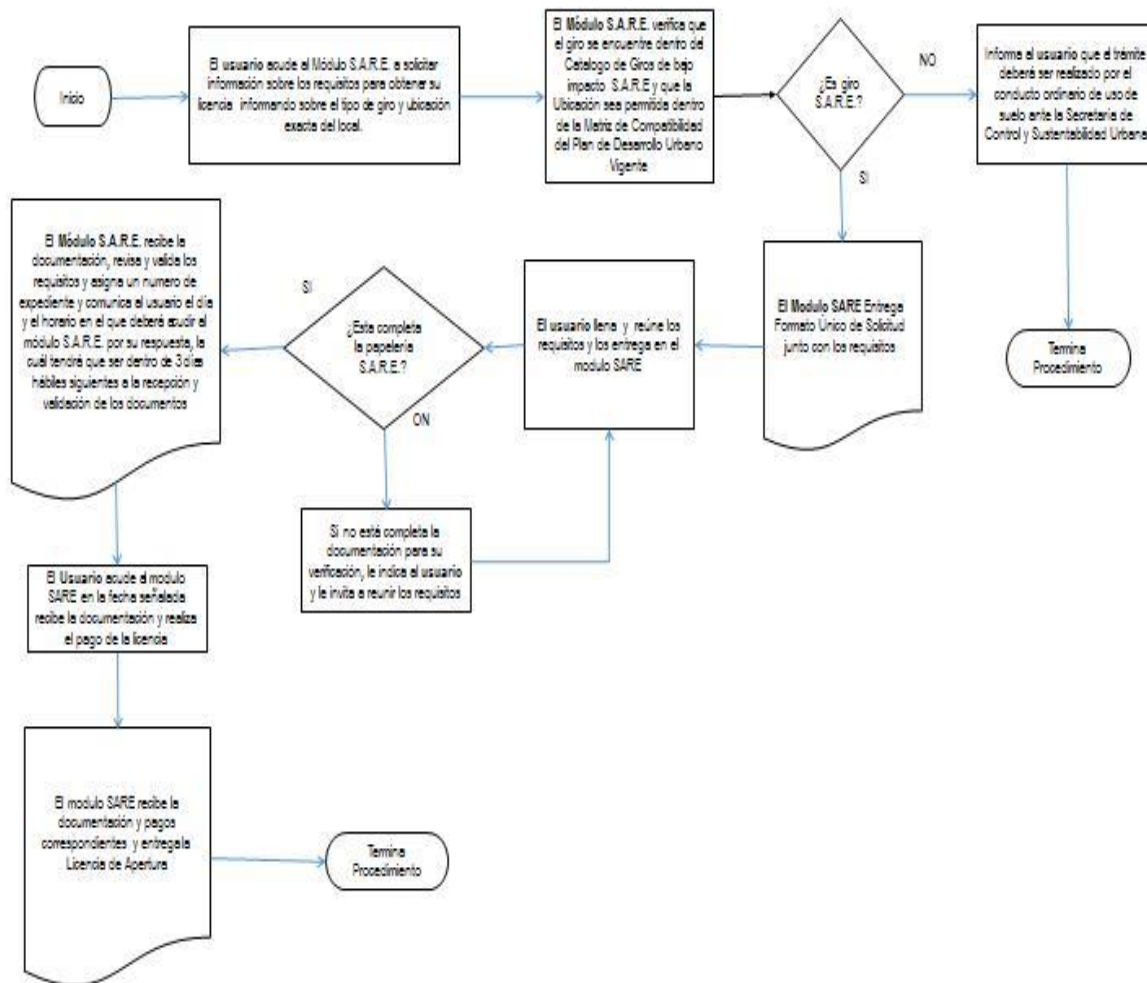 Inicio
El usuario acude al Módulo S.A.R.E. a solicitar
información sobre los requisitos para obtener su
licencia informando sobre el tipo de giro y ubicación
exacta del local.
El Módulo S.A.R.E. verifica que
el giro se encuentre dentro del
Catalogo de Giros de bajo
impacto S.A.R.E y que la
Ubicación sea permitida dentro
de la Matriz de Compatibilidad
del Plan de Desarrollo Urbano
Vigente
¿Es giro
S.A.R.E.?
NO
SI
Informa al usuario que el trámite
deberá ser realizado por el
conducto ordinario de uso de
suelo ante la Secretaría de
Control y Sustentabilidad Urbana
Termina
Procedimiento
El Modulo SARE Entrega
Formato Único de Solicitud
junto con los requisitos
El usuario llena y reúne los
requisitos y los entrega en el
modulo SARE
¿Esta completa
la papelería
S.A.R.E.?
SI
ON
Sí no está completa la
documentación para su
verificación, le indica al usuario
y le invita a reunir los requisitos
El Módulo S.A.R.E. recibe la
documentación, revisa y valida los
requisitos y asigna un numero de
expediente y comunica al usuario el día
y el horario en el que deberá acudir al
módulo S.A.R.E. por su respuesta, la
cuál tendrá que ser dentro de 3 días
hábiles siguientes a la recepción y
validación de los documentos
El Usuario acude al modulo
SARE en la fecha señalada
recibe la documentación y realiza
el pago de la licencia
El modulo SARE recibe la
documentación y pagos
correspondientes y entrega la
Licencia de Apertura
Termina
Procedimiento